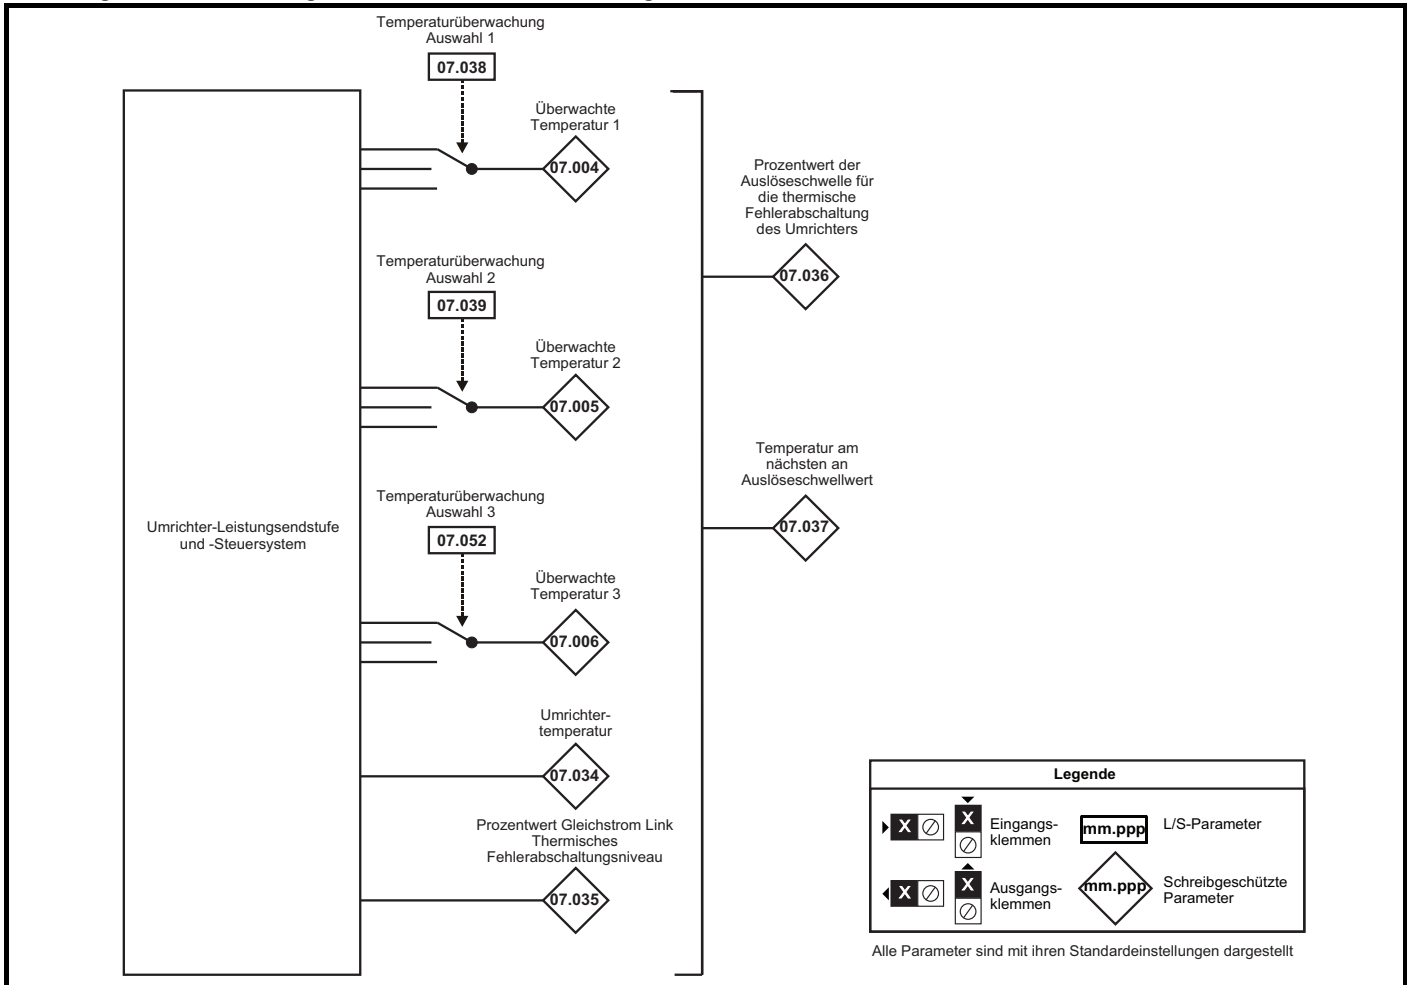 Temperaturüberwachung
Auswahl 1
07.038
Überwachte
Temperatur 1
07.004
Prozentwert der
Auslöseschwelle für
die thermische
Fehlerabschaltung
des Umrichters
07.036
Temperaturüberwachung
Auswahl 2
07.039
Überwachte
Temperatur 2
07.005
Temperatur am
nächsten an
Auslöseschwellwert
07.037
Temperaturüberwachung
Auswahl 3
07.052
Umrichter-Leistungsendstufe
und -Steuersystem
Überwachte
Temperatur 3
07.006
Umrichter-
temperatur
07.034
Prozentwert Gleichstrom Link
Thermisches
Fehlerabschaltungsniveau
07.035
Legende
X
X
Eingangs-
klemmen
mm.ppp
L/S-Parameter
X
X
Ausgangs-
klemmen
mm.ppp
Schreibgeschützte
Parameter
Alle Parameter sind mit ihren Standardeinstellungen dargestellt